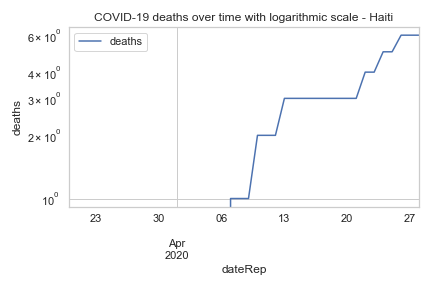 COVID-19 deaths over time with logarithmic scale - Haiti
deaths
6 × 10⁰
4 × 10⁰
3 × 10⁰
2 × 10⁰
10⁰
deaths
23 30 06 13 20 27
Apr
2020
dateRep